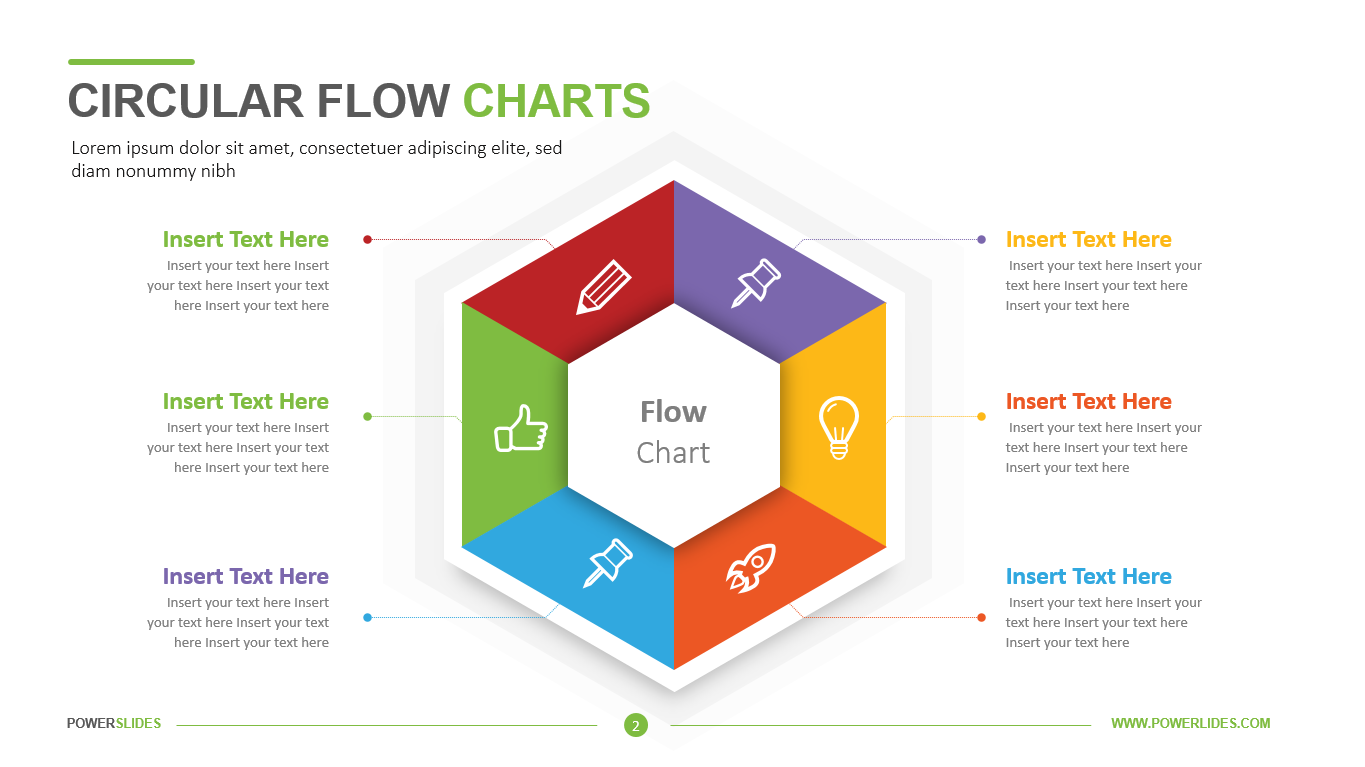 CIRCULAR FLOW CHARTS
Lorem ipsum dolor sit amet, consectetuer adipiscing elite, sed
diam nonummy nibh
Insert Text Here
Insert your text here Insert
your text here Insert your text
here Insert your text here
Insert Text Here
Insert your text here Insert
your text here Insert your text
here Insert your text here
Insert Text Here
Insert your text here Insert
your text here Insert your text
here Insert your text here
Flow
Chart
Insert Text Here
Insert your text here Insert your
text here Insert your text here
Insert your text here
Insert Text Here
Insert your text here Insert your
text here Insert your text here
Insert your text here
Insert Text Here
Insert your text here Insert your
text here Insert your text here
Insert your text here
POWERSLIDES
2
WWW.POWERLIDES.COM